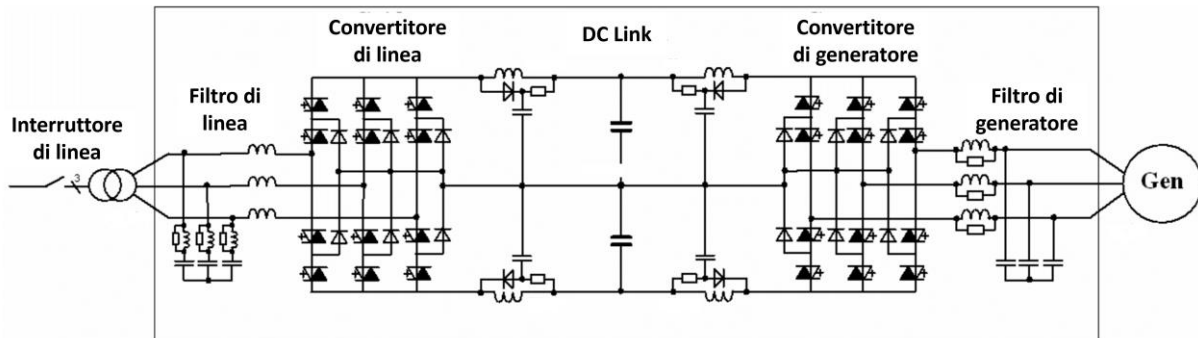 Interruttore
di linea
3
Filtro di
linea
Convertitore
di linea
DC Link
Convertitore
di generatore
Filtro di
generatore
Gen